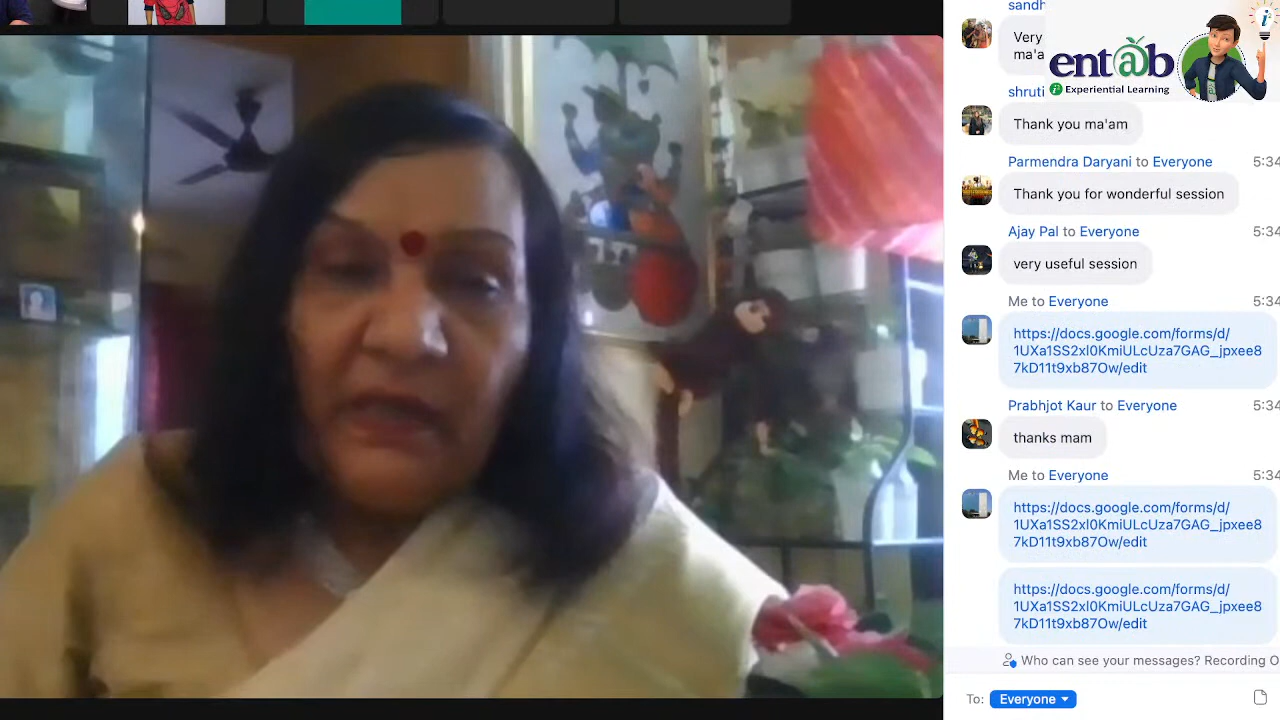 sandh
Very
ma'a
entab
i Experiential Learning
shruti
Thank you ma'am
Parmendra Daryani to Everyone 5:34
Thank you for wonderful session
Ajay Pal to Everyone 5:34
very useful session
Me to Everyone 5:34
https://docs.google.com/forms/d/
1UXa1SS2xl0KmiULcUza7GAG_jpxee8
7kD11t9xb87Ow/edit
Prabhjot Kaur to Everyone 5:34
thanks mam
Me to Everyone 5:34
https://docs.google.com/forms/d/
1UXa1SS2xl0KmiULcUza7GAG_jpxee8
7kD11t9xb87Ow/edit
https://docs.google.com/forms/d/
1UXa1SS2xl0KmiULcUza7GAG_jpxee8
7kD11t9xb87Ow/edit
Who can see your messages? Recording O
To: Everyone